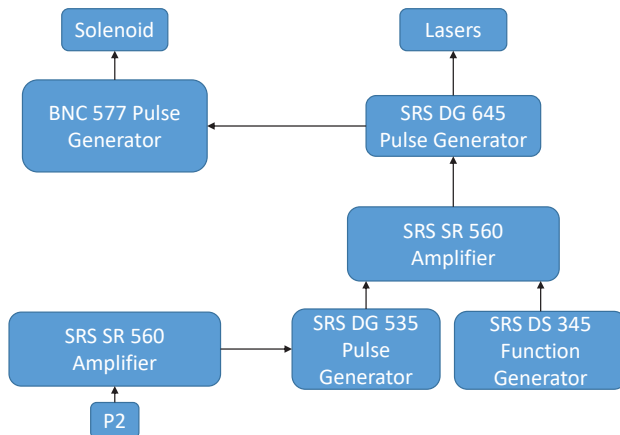 Solenoid
Lasers
BNC 577 Pulse
Generator
SRS DG 645
Pulse Generator
SRS SR 560
Amplifier
SRS SR 560
Amplifier
SRS DG 535
Pulse
Generator
SRS DS 345
Function
Generator
P2